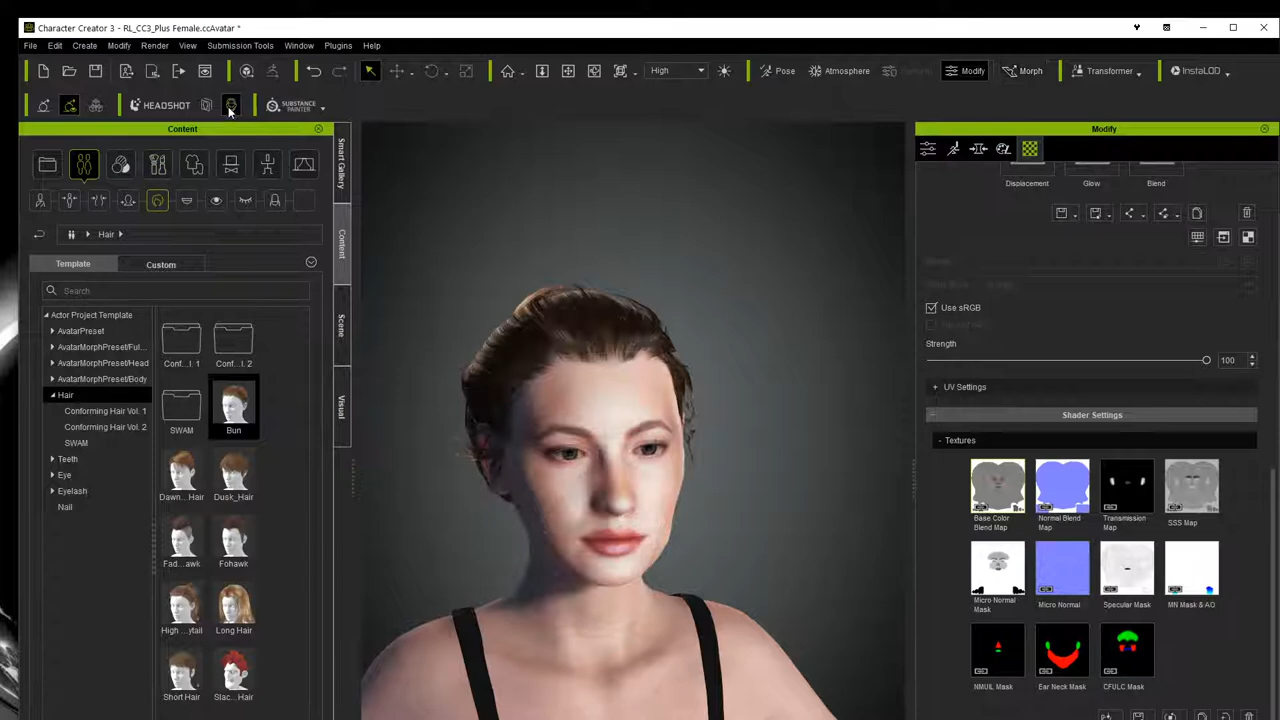 Character Creator 3 - RL_CC3_Plus Female.ccAvatar *
File Edit Create Modify Render View Submission Tools Window Plugins Help
High Pose Atmosphere Modify Morph Transformer InstaLOD
HEADSHOT SUBSTANCE PAINTER
Content
Modify
Smart Gallery
Content
Scene
Visual
Displacement Glow Blend
Hair
Template Custom
Search
Actor Project Template
AvatarPreset
AvatarMorphPreset/Ful...
AvatarMorphPreset/Head
AvatarMorphPreset/Body
Hair
Conforming Hair Vol. 1
Conforming Hair Vol. 2
SWAM
Teeth
Eye
Eyelash
Nail
Conf...l. 1 Conf...l. 2
SWAM Bun
Dawn...Hair Dusk_Hair
Fad...awk Fohawk
High ...ytail Long Hair
Short Hair Slac...Hair
Use sRGB
Strength
100
+ UV Settings
Shader Settings
- Textures
Base Color Blend Map Normal Blend Map Transmission Map SSS Map
Micro Normal Mask Micro Normal Specular Mask MN Mask & AO
NMUIL Mask Ear Neck Mask CFULC Mask